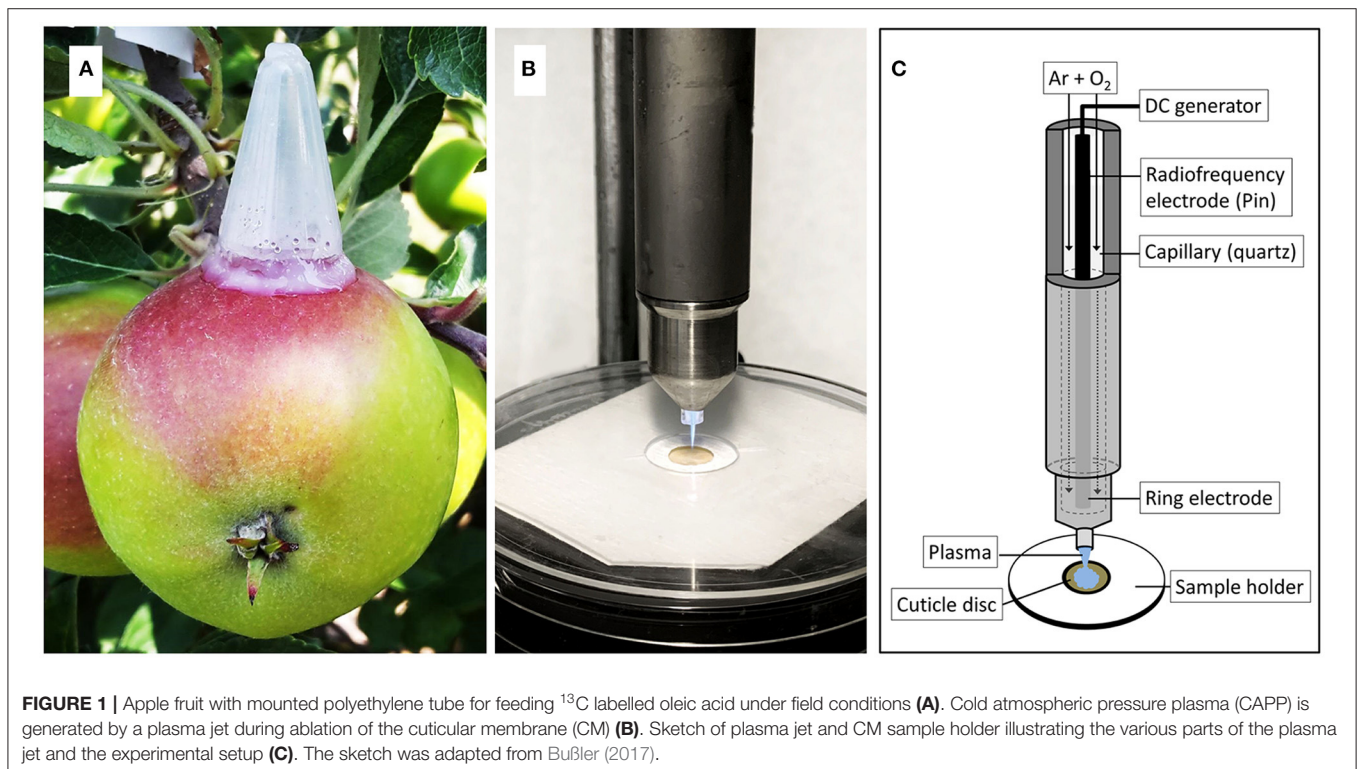 A
B
C
Ar + O₂
DC generator
Radiofrequency
electrode (Pin)
Capillary (quartz)
Ring electrode
Plasma
Cuticle disc
Sample holder
FIGURE 1 | Apple fruit with mounted polyethylene tube for feeding ¹³C labelled oleic acid under field conditions (A). Cold atmospheric pressure plasma (CAPP) is
generated by a plasma jet during ablation of the cuticular membrane (CM) (B). Sketch of plasma jet and CM sample holder illustrating the various parts of the plasma
jet and the experimental setup (C). The sketch was adapted from Bußler (2017).